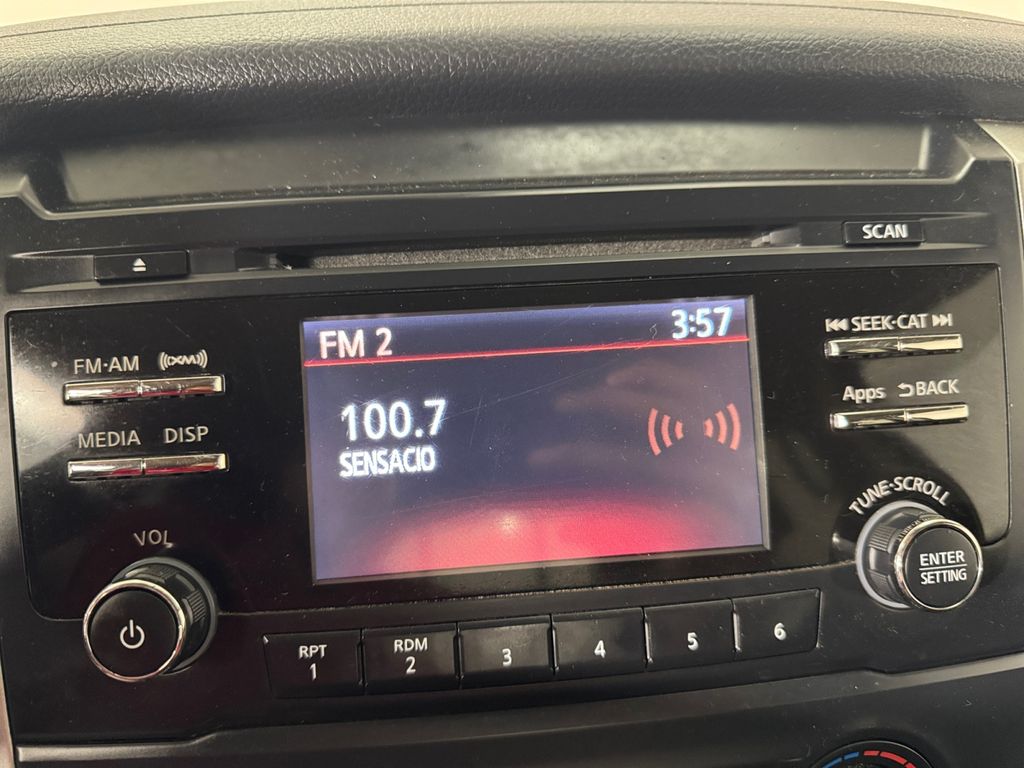 SCAN
FM 2 3:57
100.7
SENSACIO
FM·AM ((XM))
MEDIA DISP
VOL
SEEK·CAT
Apps BACK
TUNE·SCROLL
ENTER
SETTING
RPT RDM
1 2 3 4 5 6